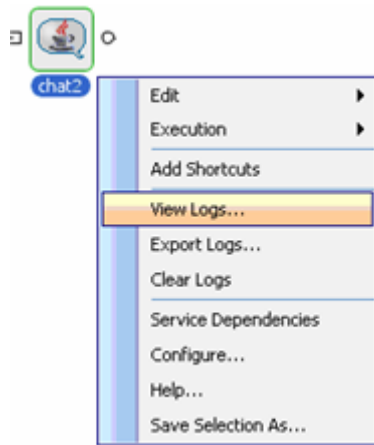 chat2
Edit
Execution
Add Shortcuts
View Logs...
Export Logs...
Clear Logs
Service Dependencies
Configure...
Help...
Save Selection As...